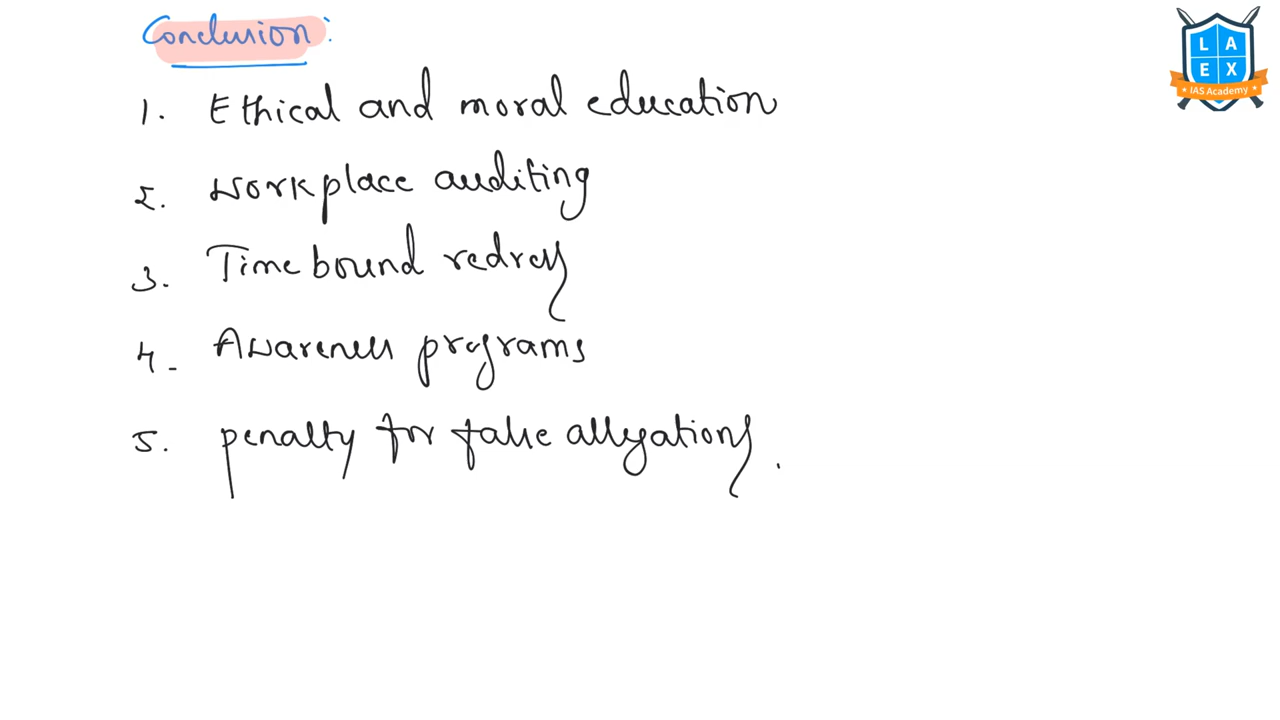 Conclusion:
1. Ethical and moral education
2. Workplace auditing
3. Time bound redress
4. Awareness programs
5. penalty for false allegations.
L A
E X
IAS Academy